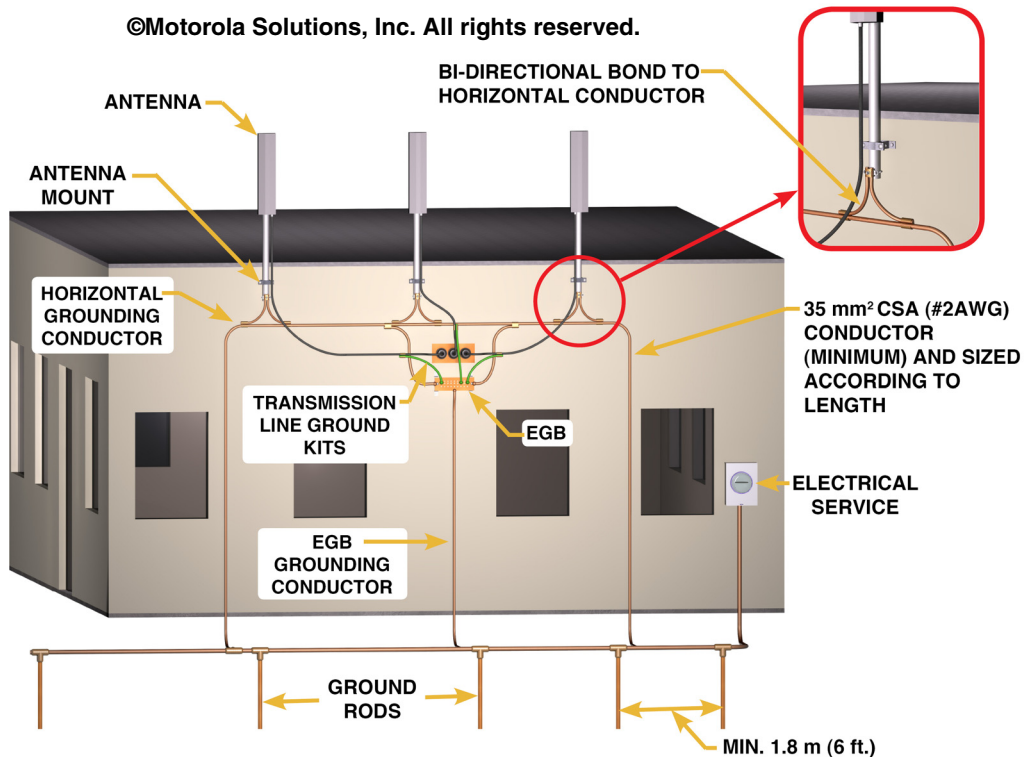 ©Motorola Solutions, Inc. All rights reserved.
BI-DIRECTIONAL BOND TO
HORIZONTAL CONDUCTOR
ANTENNA
ANTENNA
MOUNT
HORIZONTAL
GROUNDING
CONDUCTOR
35 mm² CSA (#2AWG)
CONDUCTOR
(MINIMUM) AND SIZED
ACCORDING TO
LENGTH
TRANSMISSION
LINE GROUND
KITS
EGB
ELECTRICAL
SERVICE
EGB
GROUNDING
CONDUCTOR
GROUND
RODS
MIN. 1.8 m (6 ft.)